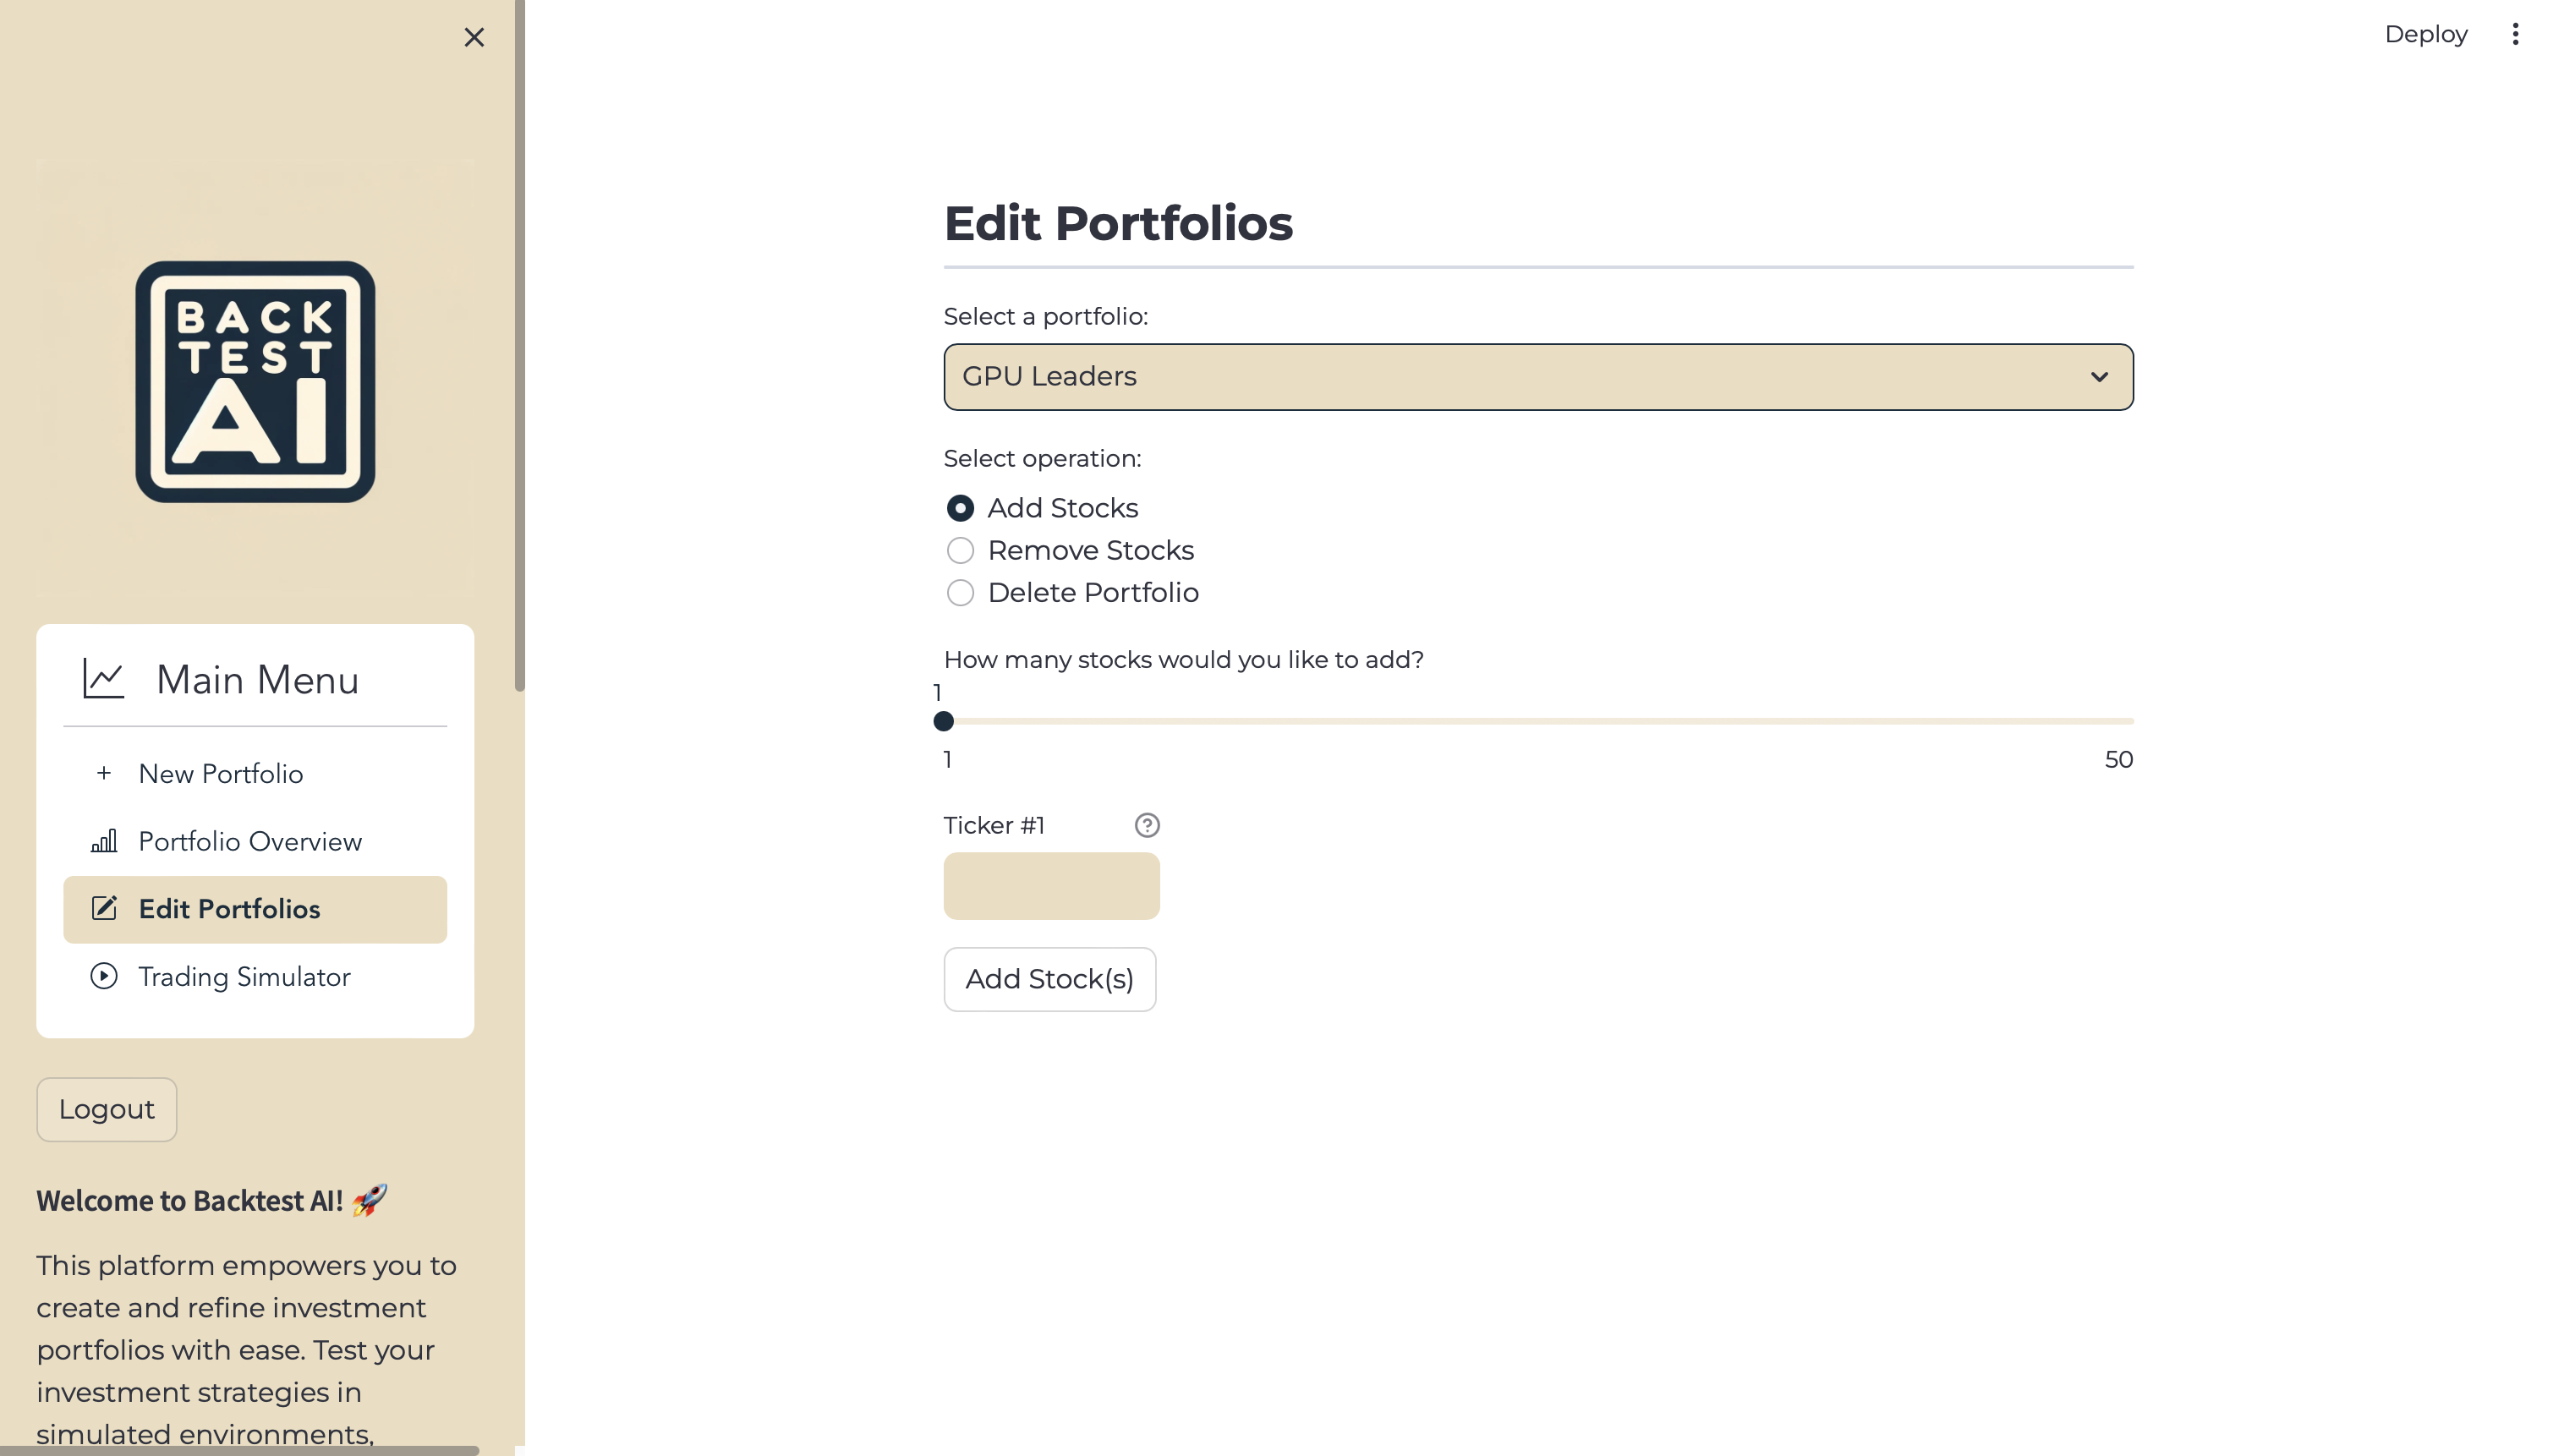 Deploy
BACK
TEST
AI
Main Menu
New Portfolio
Portfolio Overview
Edit Portfolios
Trading Simulator
Logout
Welcome to Backtest AI! 🚀
This platform empowers you to
create and refine investment
portfolios with ease. Test your
investment strategies in
simulated environments,
Edit Portfolios
Select a portfolio:
GPU Leaders
Select operation:
Add Stocks
Remove Stocks
Delete Portfolio
How many stocks would you like to add?
1
1 50
Ticker #1
Add Stock(s)